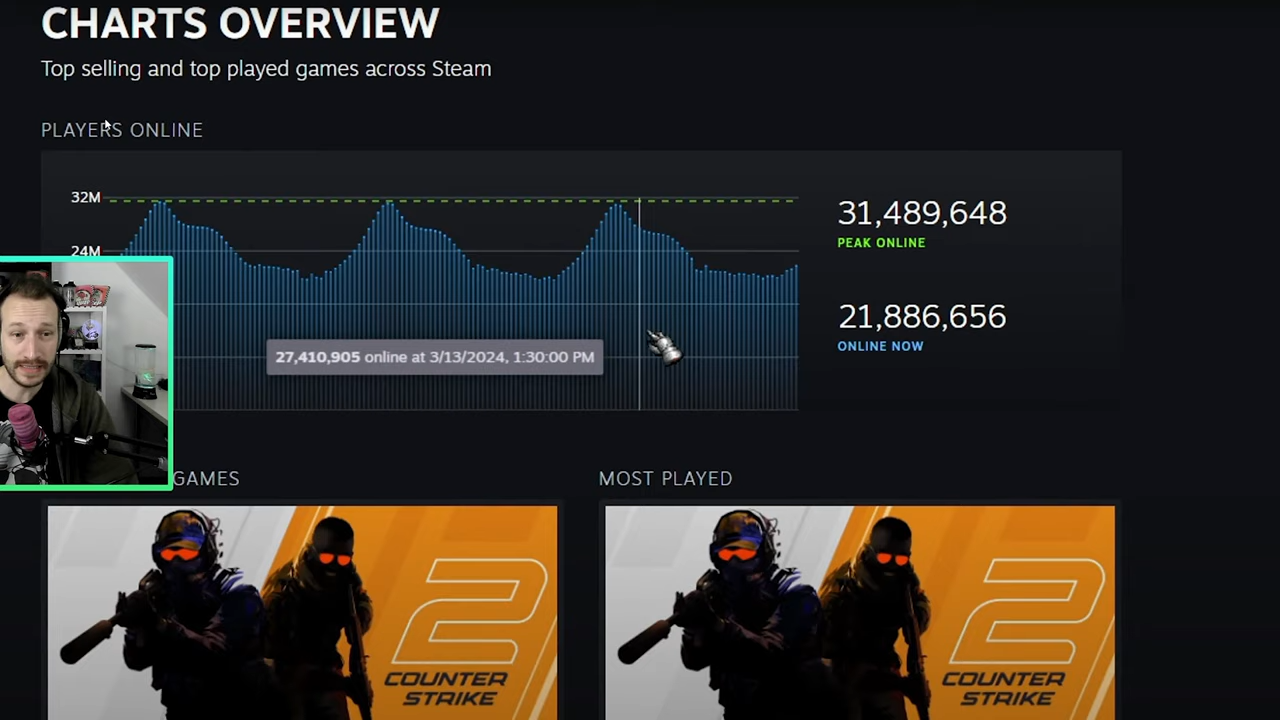 CHARTS OVERVIEW
Top selling and top played games across Steam
PLAYERS ONLINE
32M
24M
31,489,648
PEAK ONLINE
27,410,905 online at 3/13/2024, 1:30:00 PM
21,886,656
ONLINE NOW
GAMES
MOST PLAYED
2
COUNTER
STRIKE
2
COUNTER
STRIKE